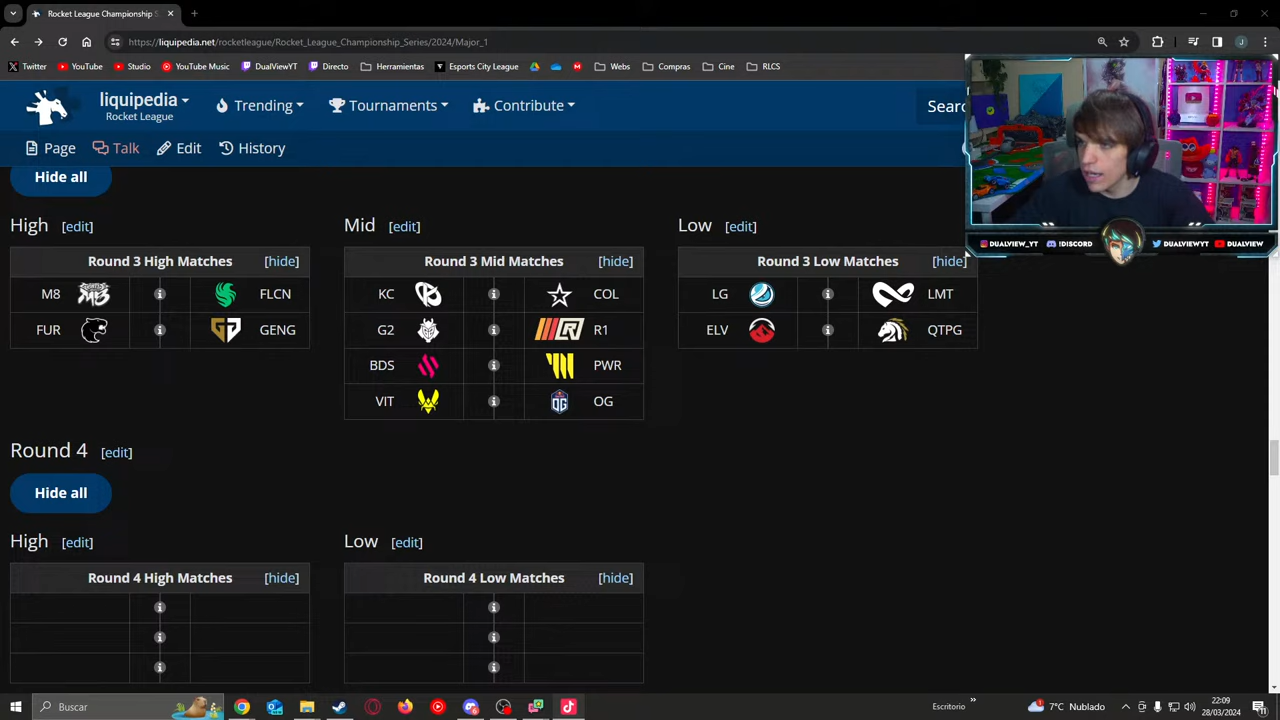 Rocket League Championship S
https://liquipedia.net/rocketleague/Rocket_League_Championship_Series/2024/Major_1
Twitter YouTube Studio YouTube Music DualViewYT Directo Herramientas Esports City League Webs Compras Cine RLCS
liquipedia
Rocket League
Trending Tournaments Contribute Searc
Page Talk Edit History
Hide all
High [edit]
Round 3 High Matches [hide]
M8 FLCN
FUR GENG
Mid [edit]
Round 3 Mid Matches [hide]
KC COL
G2 R1
BDS PWR
VIT OG
Low [edit]
Round 3 Low Matches [hide]
LG LMT
ELV QTPG
DUALVIEW_YT !DISCORD DUALVIEWYT DUALVIEW
Round 4 [edit]
Hide all
High [edit]
Round 4 High Matches [hide]
Low [edit]
Round 4 Low Matches [hide]
Buscar
Escritorio
7°C Nublado
22:09
28/03/2024